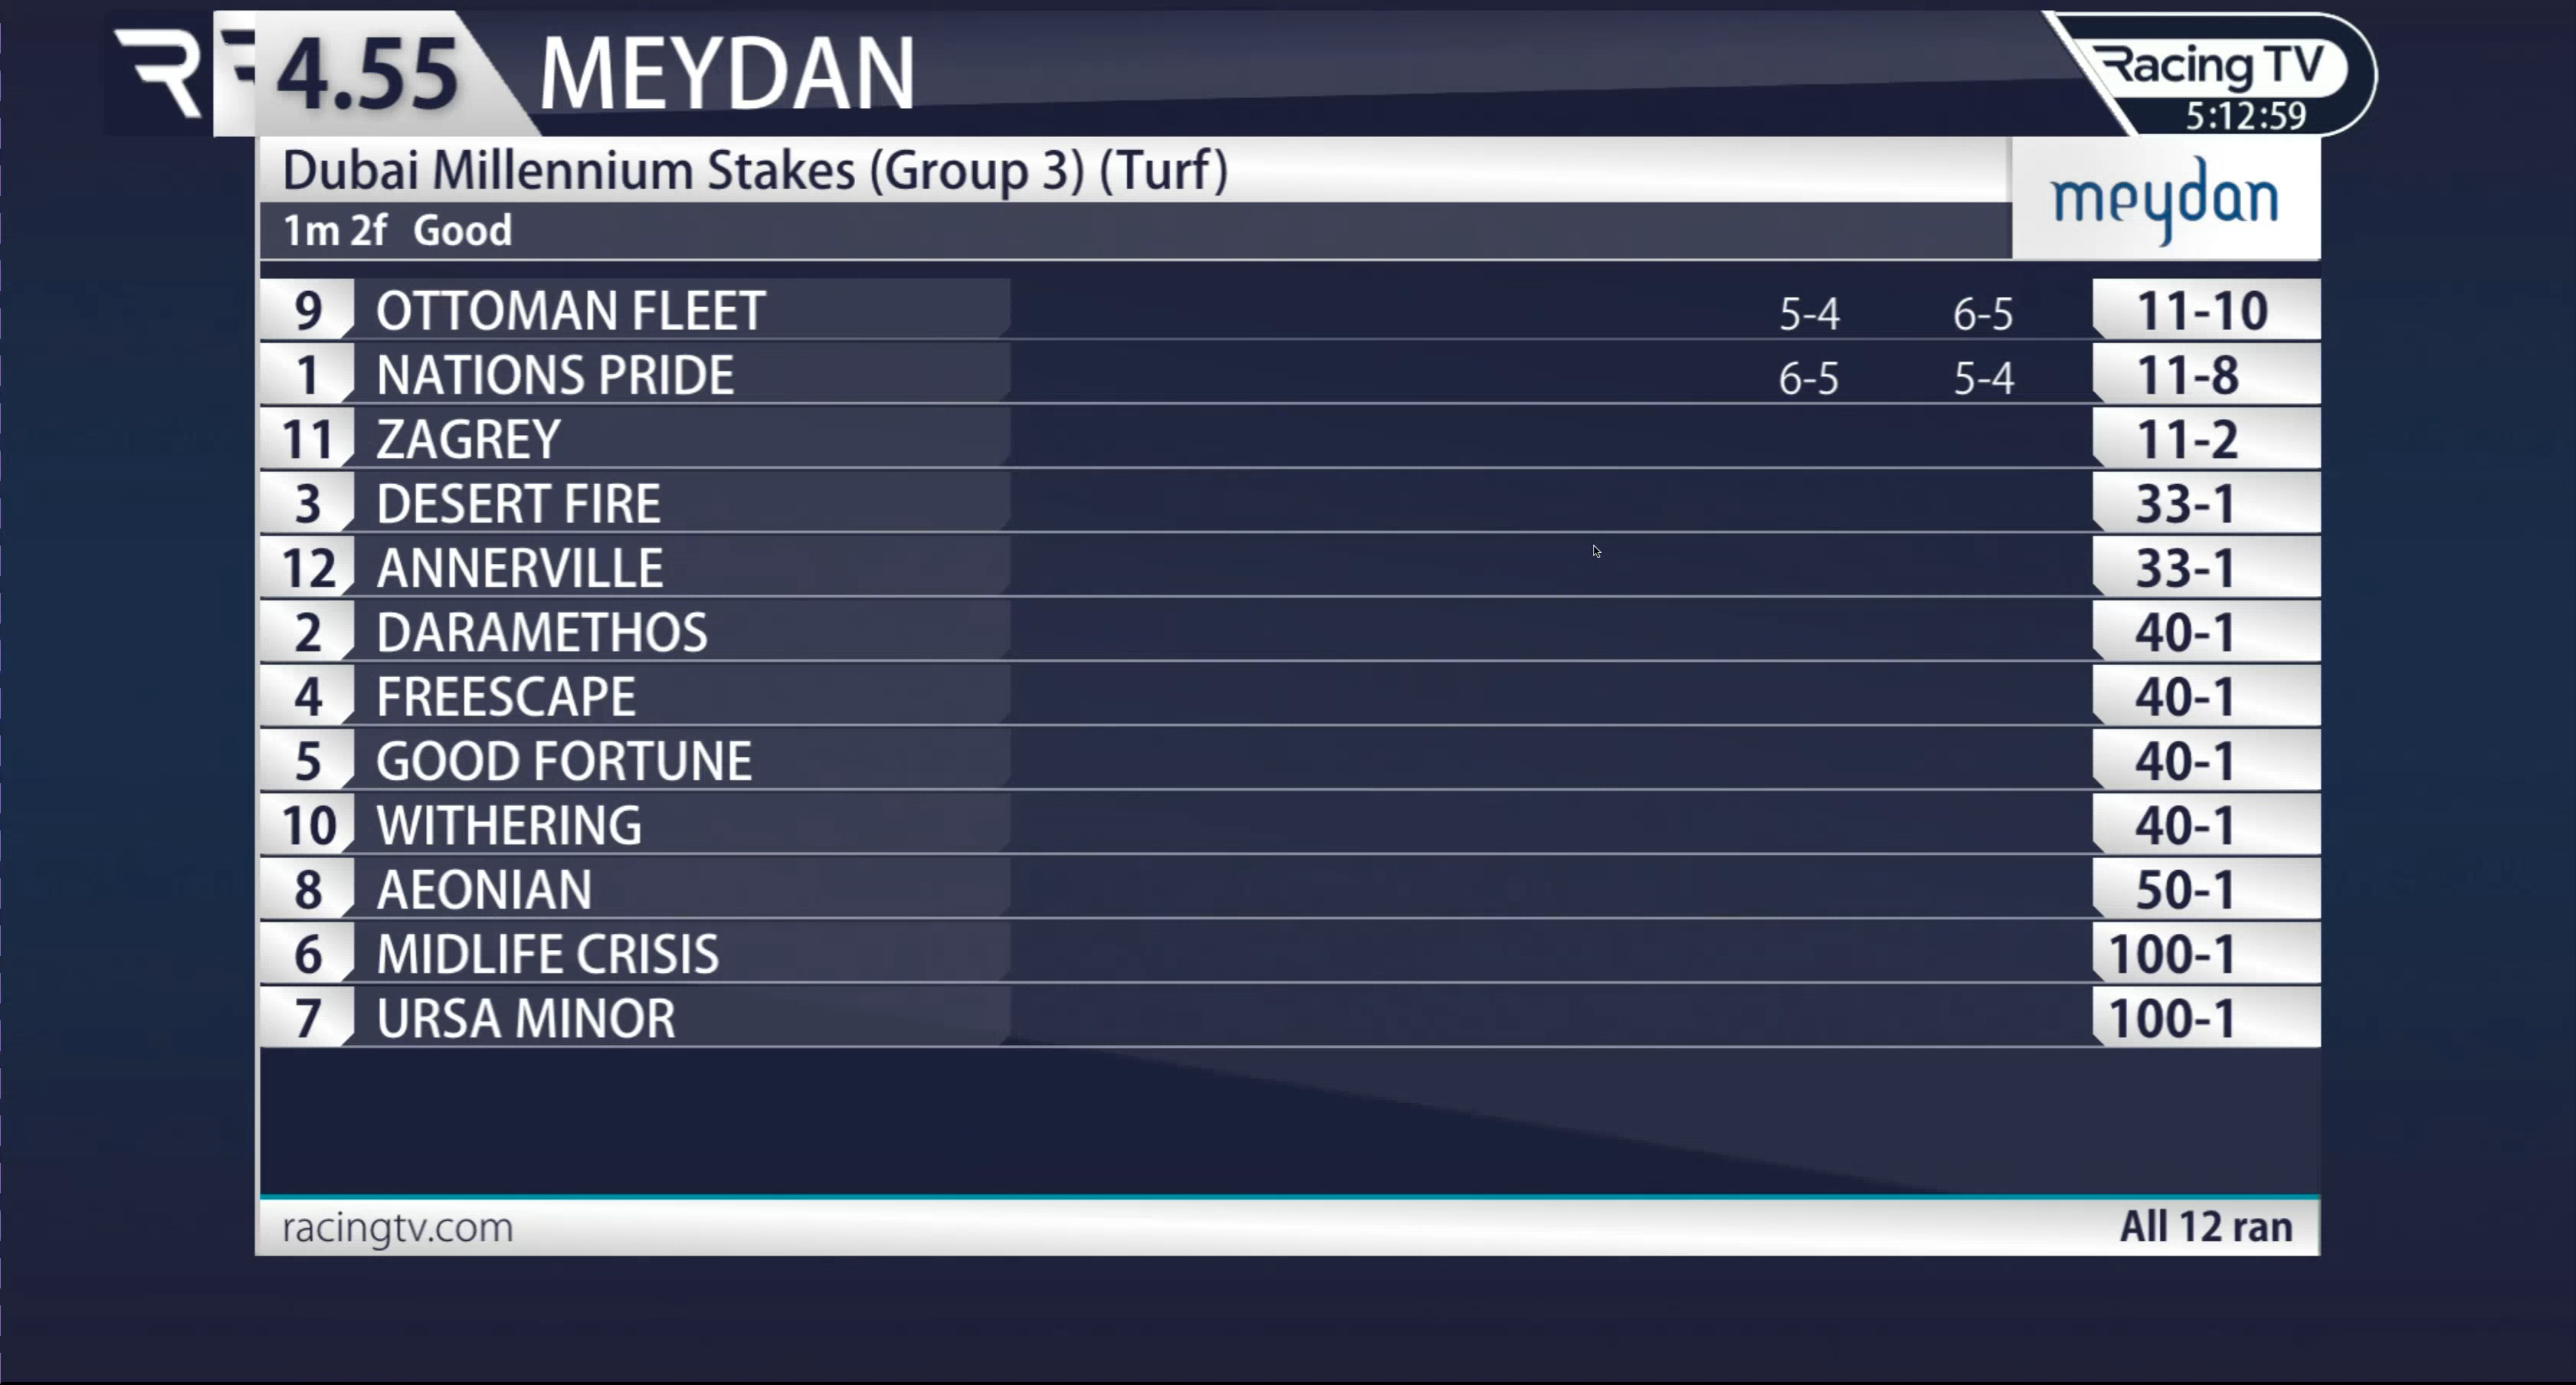 4.55 MEYDAN
Racing TV
5:12:59
Dubai Millennium Stakes (Group 3) (Turf)
meydan
1m 2f Good
9 OTTOMAN FLEET 5-4 6-5 11-10
1 NATIONS PRIDE 6-5 5-4 11-8
11 ZAGREY 11-2
3 DESERT FIRE 33-1
12 ANNERVILLE 33-1
2 DARAMETHOS 40-1
4 FREESCAPE 40-1
5 GOOD FORTUNE 40-1
10 WITHERING 40-1
8 AEONIAN 50-1
6 MIDLIFE CRISIS 100-1
7 URSA MINOR 100-1
racingtv.com All 12 ran